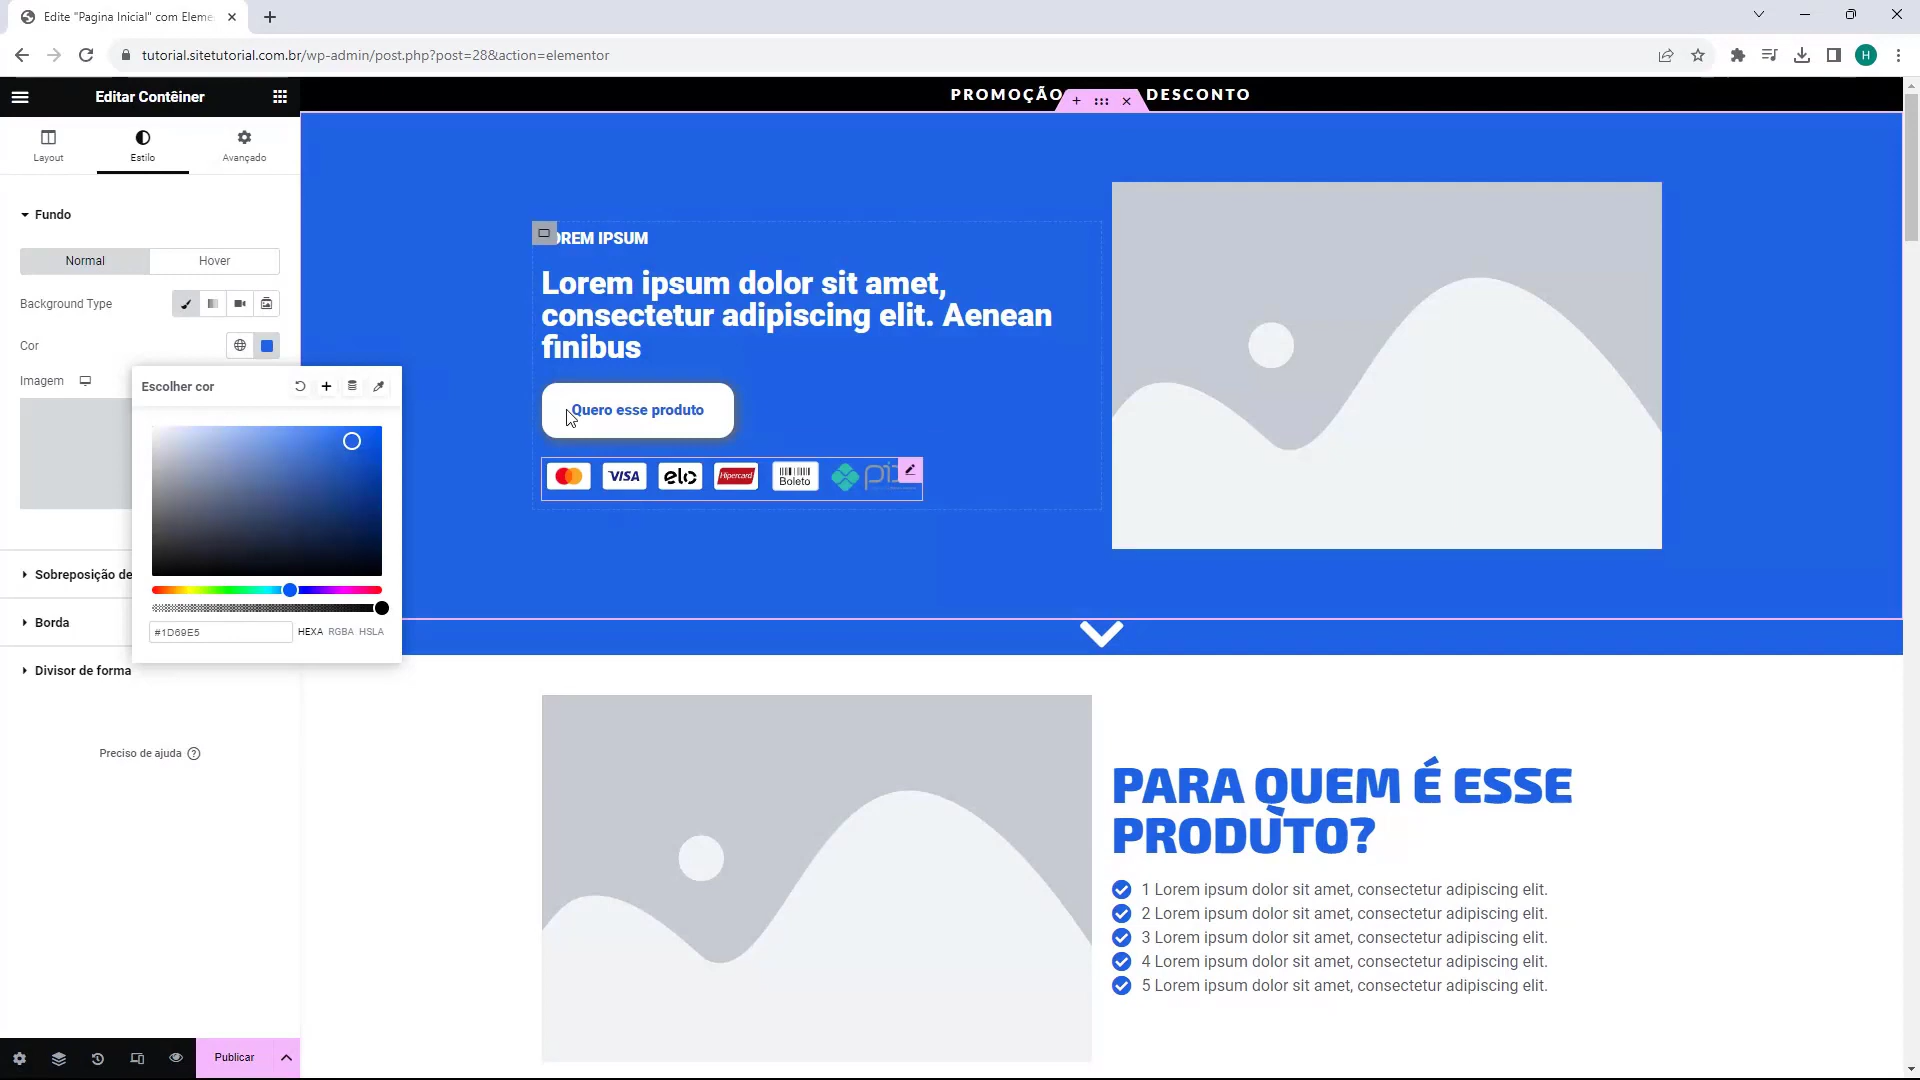 Edite "Pagina Inicial" com Eleme
tutorial.sitetutorial.com.br/wp-admin/post.php?post=28&action=elementor
H
Editar Contêiner
Layout
Estilo
Avançado
Fundo
Normal
Hover
Background Type
Cor
Imagem
Escolher cor
#1D69E5
HEXA
RGBA
HSLA
Sobreposição de
Borda
Divisor de forma
Preciso de ajuda
Publicar
PROMOÇÃO DESCONTO
OREM IPSUM
Lorem ipsum dolor sit amet,
consectetur adipiscing elit. Aenean
finibus
Quero esse produto
VISA
elo
Hipercard
Boleto
PARA QUEM É ESSE
PRODUTO?
1 Lorem ipsum dolor sit amet, consectetur adipiscing elit.
2 Lorem ipsum dolor sit amet, consectetur adipiscing elit.
3 Lorem ipsum dolor sit amet, consectetur adipiscing elit.
4 Lorem ipsum dolor sit amet, consectetur adipiscing elit.
5 Lorem ipsum dolor sit amet, consectetur adipiscing elit.